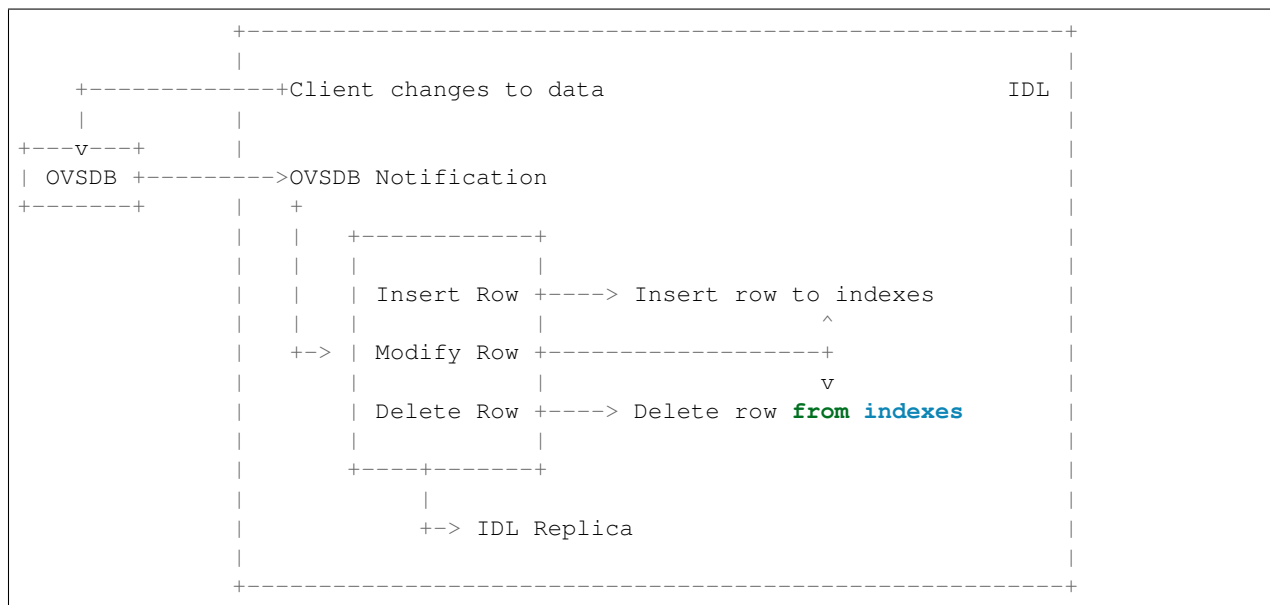 Client changes to data IDL
v
OVSDB OVSDB Notification
Insert Row Insert row to indexes
^
Modify Row
v
Delete Row Delete row from indexes
IDL Replica